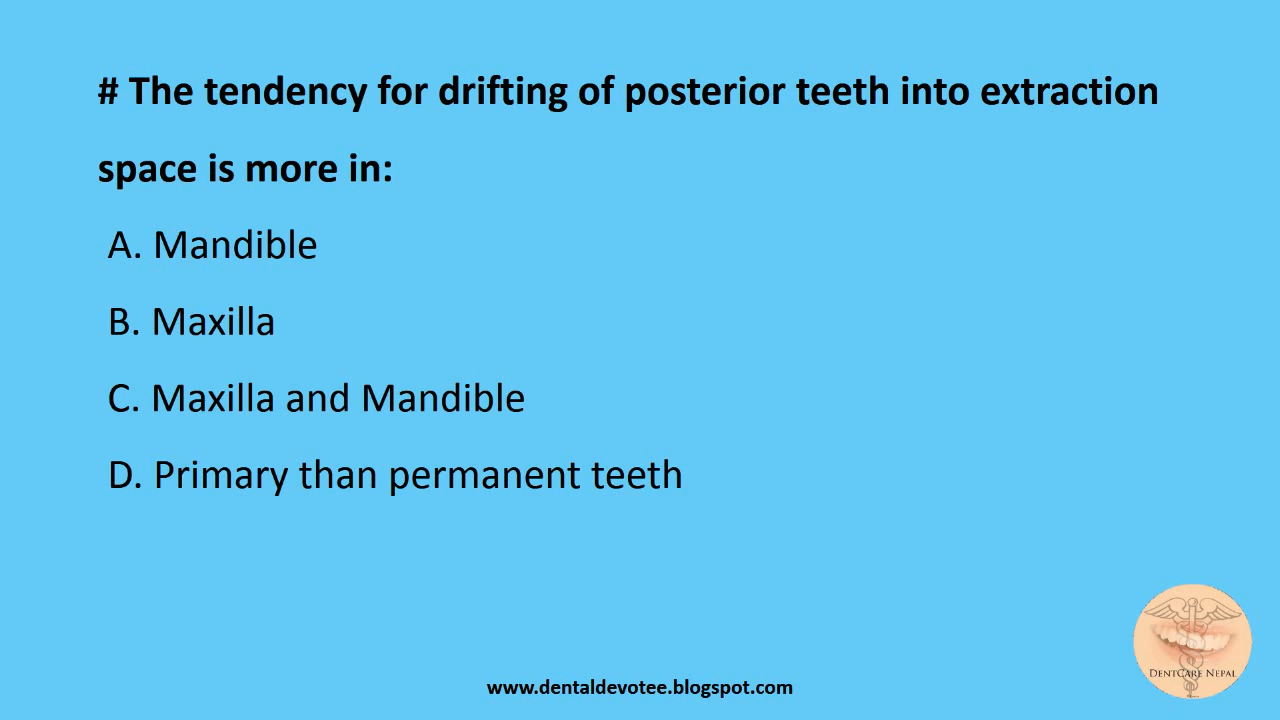 # The tendency for drifting of posterior teeth into extraction
space is more in:
A. Mandible
B. Maxilla
C. Maxilla and Mandible
D. Primary than permanent teeth
DentCare Nepal
www.dentaldevotee.blogspot.com